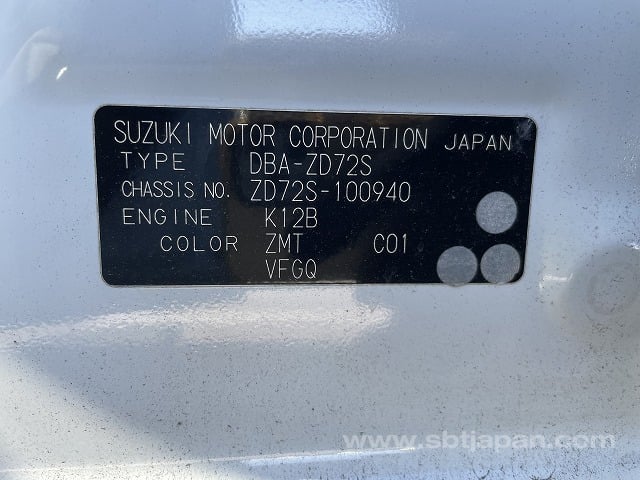 SUZUKI MOTOR CORPORATION JAPAN
TYPE DBA-ZD72S
CHASSIS NO. ZD72S-100940
ENGINE K12B
COLOR ZMT C01
VFGQ
www.sbtjapan.com